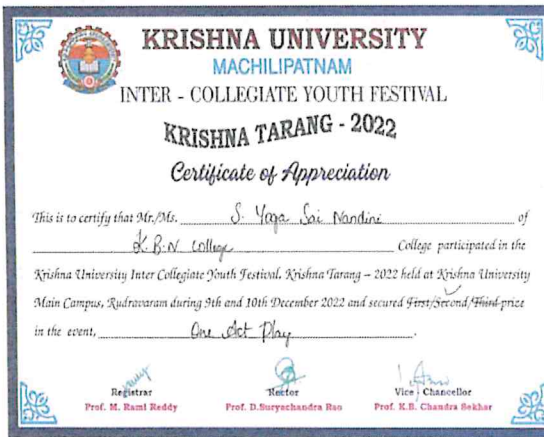 KRISHNA UNIVERSITY
MACHILIPATNAM
INTER - COLLEGIATE YOUTH FESTIVAL
KRISHNA TARANG - 2022
Certificate of Appreciation
This is to certify that Mr./Ms. S. Yoga Sai Nandini of
K.B.N College College participated in the
Krishna University Inter Collegiate Youth Festival, Krishna Tarang – 2022 held at Krishna University
Main Campus, Rudravaram during 9th and 10th December 2022 and secured First/Second/Third prize
in the event, One Act Play.
Registrar Rector Vice - Chancellor
Prof. M. Rami Reddy Prof. D.Suryachandra Rao Prof. K.B. Chandra Sekhar